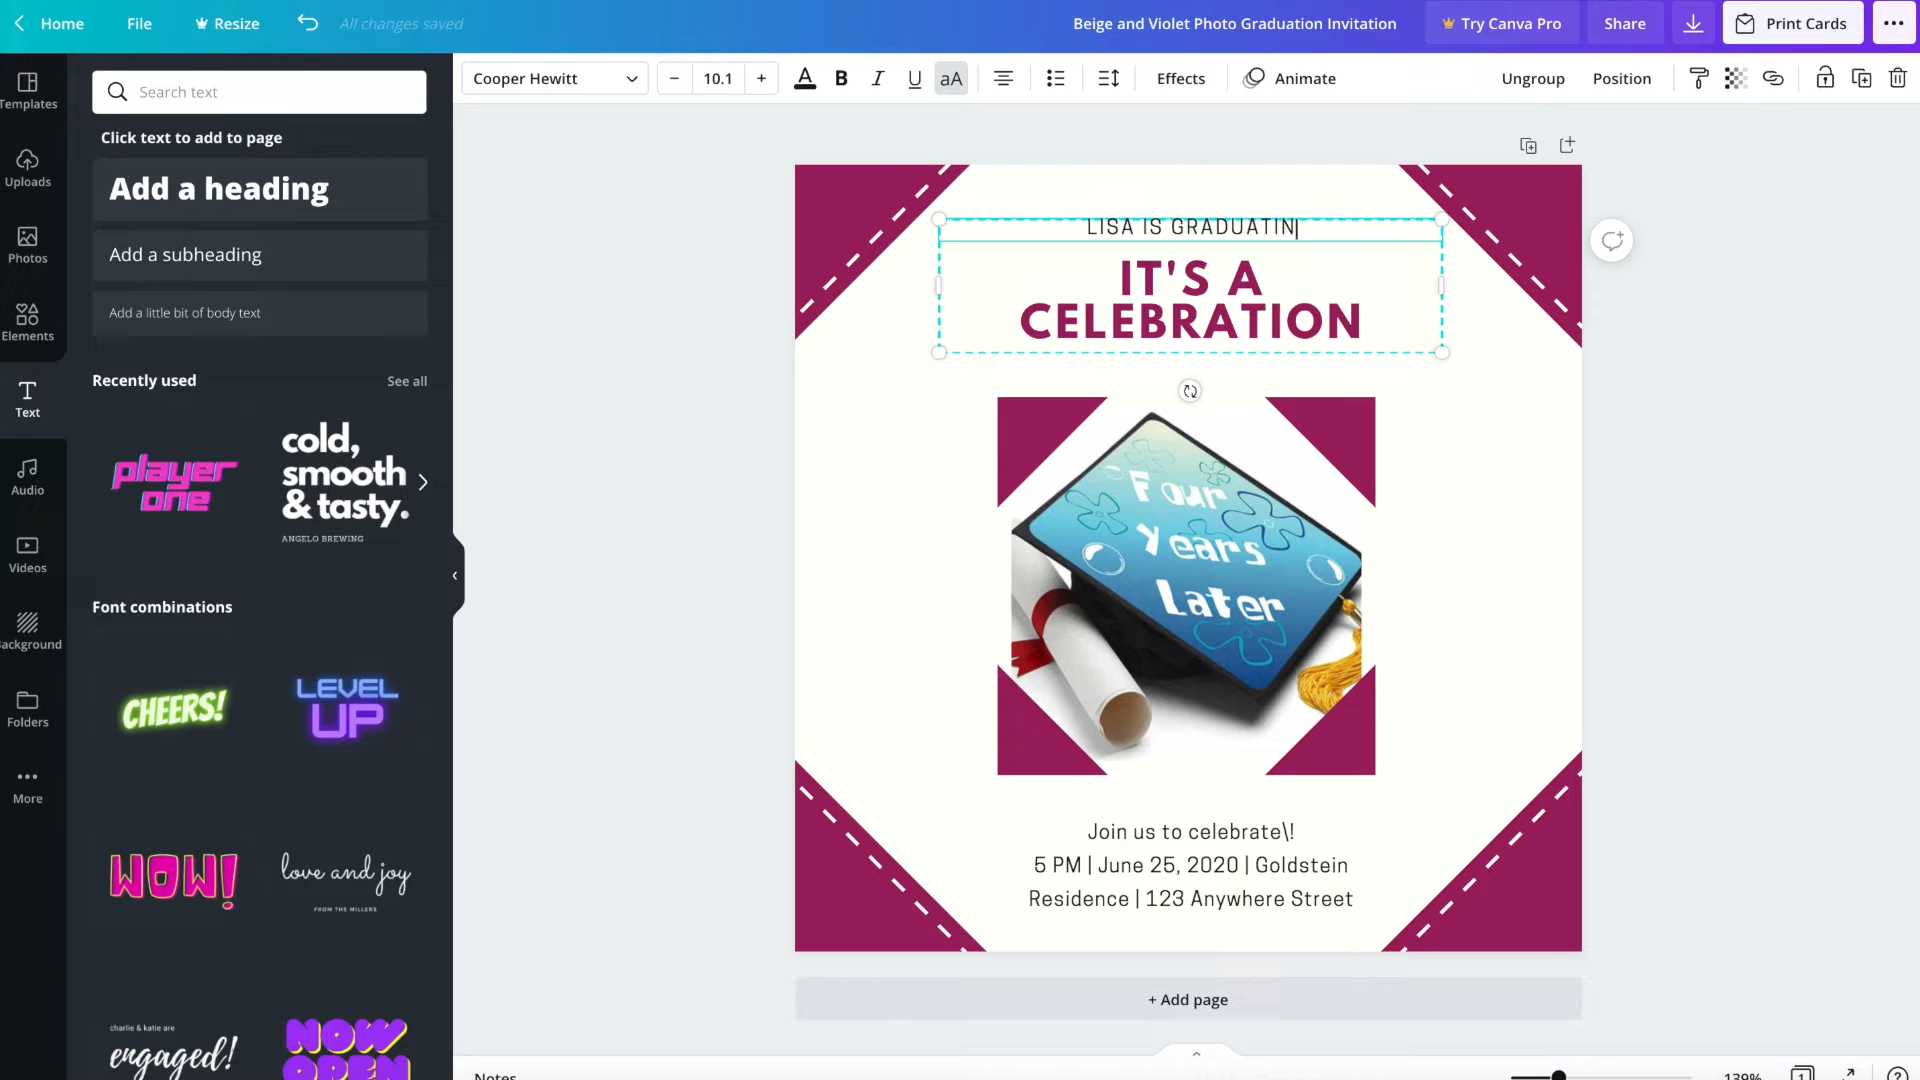 Home File Resize All changes saved Beige and Violet Photo Graduation Invitation Try Canva Pro Share Print Cards
Cooper Hewitt 10.1 A B I U aA Effects Animate Ungroup Position
Search text
Click text to add to page
Add a heading
Add a subheading
Add a little bit of body text
Recently used See all
player
one
cold,
smooth
& tasty.
ANGELO BREWING
Font combinations
CHEERS!
LEVEL
UP
WOW!
love and joy
FROM THE MILLERS
charlie & katie are
engaged!
NOW
OPEN
Templates
Uploads
Photos
Elements
Text
Audio
Videos
Background
Folders
More
LISA IS GRADUATIN
IT'S A
CELEBRATION
Four
Years
Later
Join us to celebrate\!
5 PM | June 25, 2020 | Goldstein
Residence | 123 Anywhere Street
+ Add page
Notes 139% 1